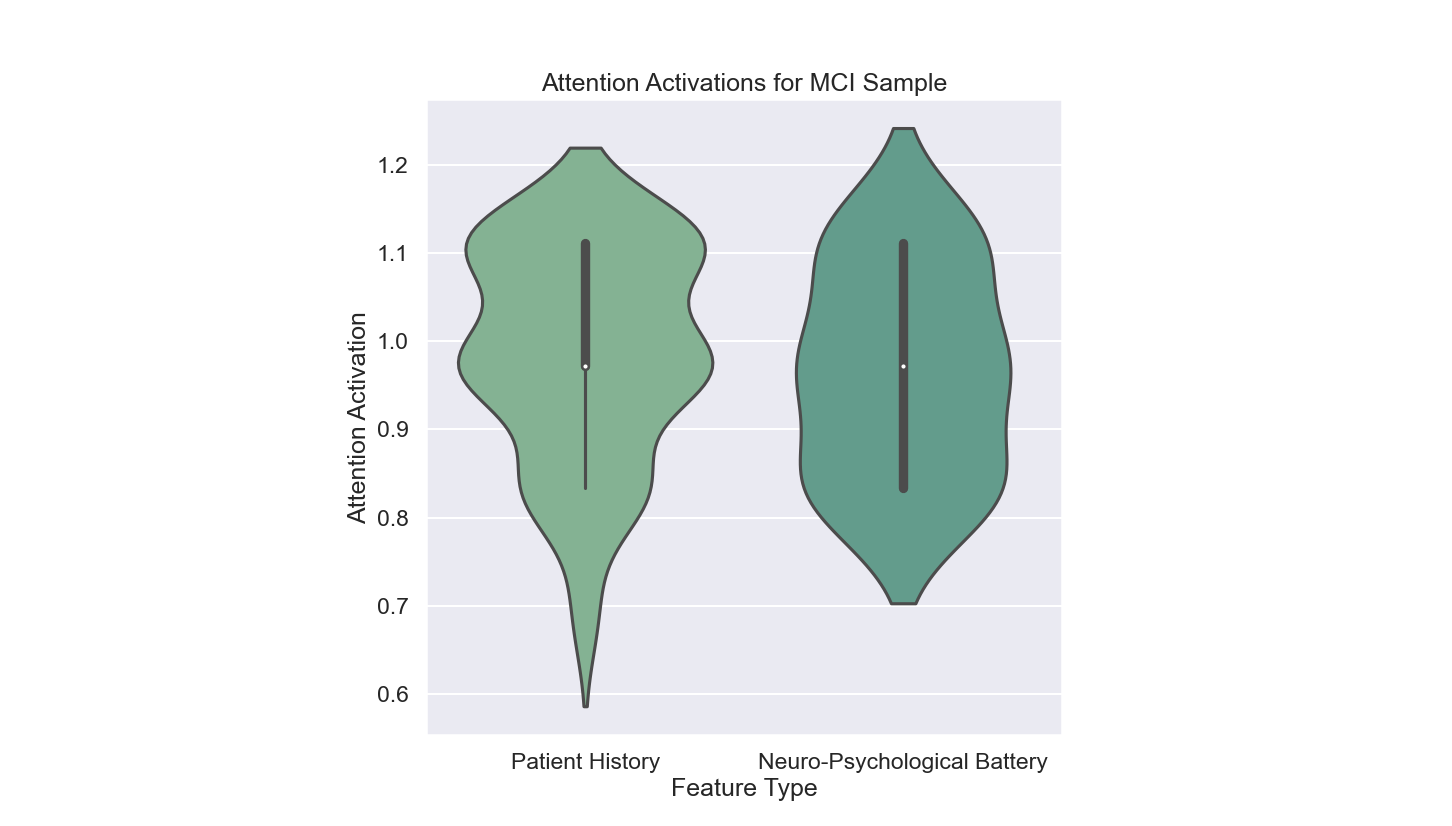 Attention Activations for MCI Sample
1.2
1.1
1.0
0.9
0.8
0.7
0.6
Attention Activation
Patient History
Neuro-Psychological Battery
Feature Type